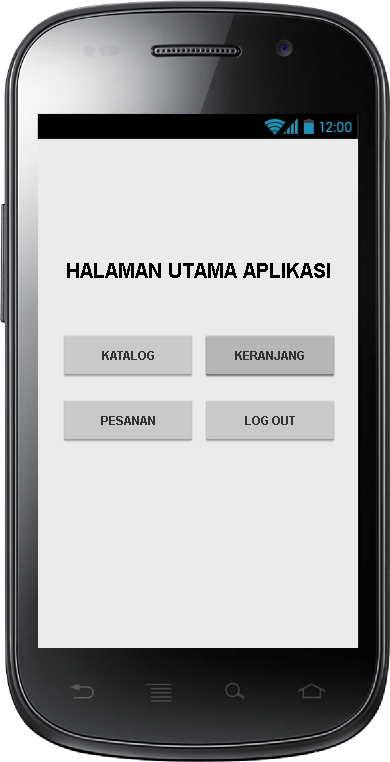 12:00
HALAMAN UTAMA APLIKASI
KATALOG KERANJANG
PESANAN LOG OUT